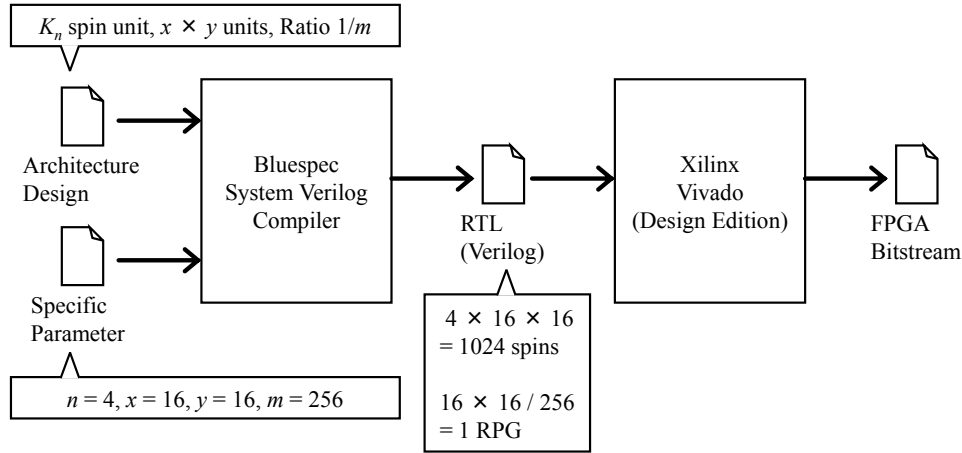 Kn spin unit, x × y units, Ratio 1/m
Architecture
Design
Specific
Parameter
n = 4, x = 16, y = 16, m = 256
Bluespec
System Verilog
Compiler
RTL
(Verilog)
4 × 16 × 16
= 1024 spins
16 × 16 / 256
= 1 RPG
Xilinx
Vivado
(Design Edition)
FPGA
Bitstream